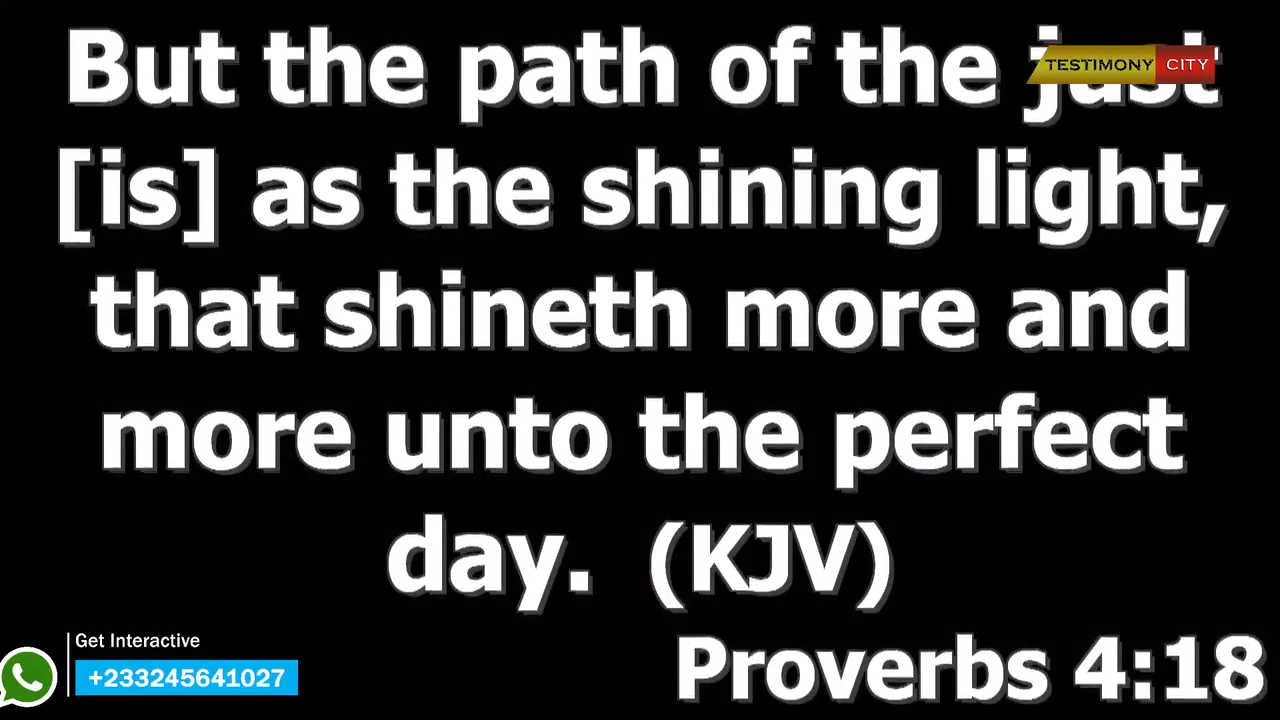 But the path of the just
TESTIMONY CITY
[is] as the shining light,
that shineth more and
more unto the perfect
day. (KJV)
Get Interactive
+233245641027
Proverbs 4:18